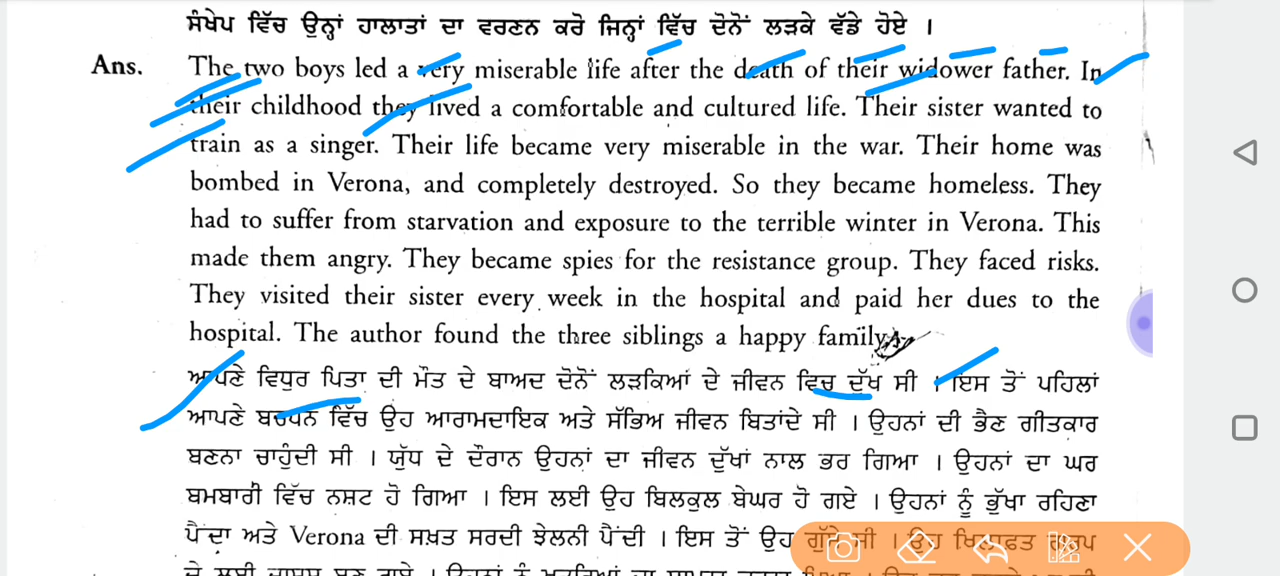 ਸੰਖੇਪ ਵਿੱਚ ਉਨ੍ਹਾਂ ਹਾਲਾਤਾਂ ਦਾ ਵਰਣਨ ਕਰੋ ਜਿਨ੍ਹਾਂ ਵਿੱਚ ਦੋਨੋਂ ਲੜਕੇ ਵੱਡੇ ਹੋਏ ।
Ans. The two boys led a very miserable life after the death of their widower father. In
their childhood they lived a comfortable and cultured life. Their sister wanted to
train as a singer. Their life became very miserable in the war. Their home was
bombed in Verona, and completely destroyed. So they became homeless. They
had to suffer from starvation and exposure to the terrible winter in Verona. This
made them angry. They became spies for the resistance group. They faced risks.
They visited their sister every week in the hospital and paid her dues to the
hospital. The author found the three siblings a happy family
ਆਪਣੇ ਵਿਧੁਰ ਪਿਤਾ ਦੀ ਮੌਤ ਦੇ ਬਾਅਦ ਦੋਨੋਂ ਲੜਕਿਆਂ ਦੇ ਜੀਵਨ ਵਿਚ ਦੁੱਖ ਸੀ । ਇਸ ਤੋਂ ਪਹਿਲਾਂ
ਆਪਣੇ ਬਚਪਨ ਵਿੱਚ ਉਹ ਆਰਾਮਦਾਇਕ ਅਤੇ ਸੱਭਿਅ ਜੀਵਨ ਬਿਤਾਂਦੇ ਸੀ । ਉਹਨਾਂ ਦੀ ਭੈਣ ਗੀਤਕਾਰ
ਬਣਨਾ ਚਾਹੁੰਦੀ ਸੀ । ਯੁੱਧ ਦੇ ਦੌਰਾਨ ਉਹਨਾਂ ਦਾ ਜੀਵਨ ਦੁੱਖਾਂ ਨਾਲ ਭਰ ਗਿਆ । ਉਹਨਾਂ ਦਾ ਘਰ
ਬਮਬਾਰੀ ਵਿੱਚ ਨਸ਼ਟ ਹੋ ਗਿਆ । ਇਸ ਲਈ ਉਹ ਬਿਲਕੁਲ ਬੇਘਰ ਹੋ ਗਏ । ਉਹਨਾਂ ਨੂੰ ਭੁੱਖਾ ਰਹਿਣਾ
ਪੈਂਦਾ ਅਤੇ Verona ਦੀ ਸਖ਼ਤ ਸਰਦੀ ਝੇਲਨੀ ਪੈਂਦੀ । ਇਸ ਤੋਂ ਉਹ ਗੁੱਸੇ ਸੀ । ਉਹ ਖਿਲਾਫਤ